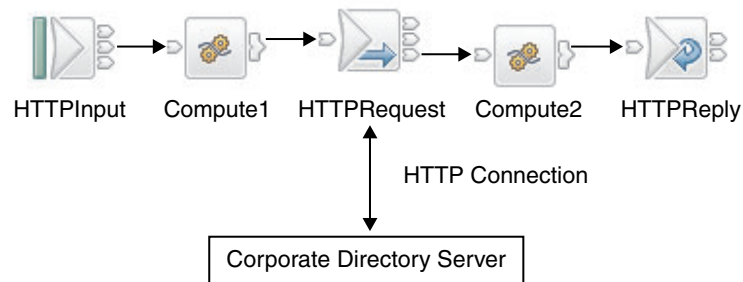 HTTPInput
Compute1
HTTPRequest
Compute2
HTTPReply
HTTP Connection
Corporate Directory Server